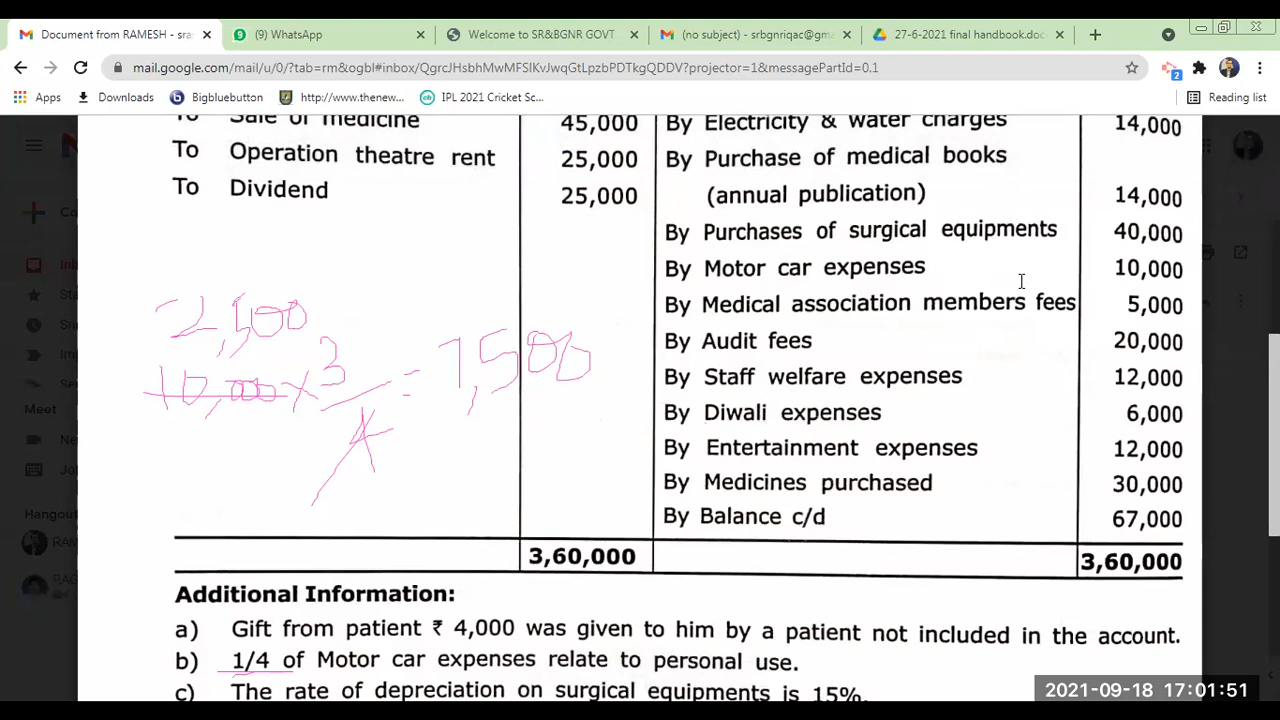 Document from RAMESH - sra
(9) WhatsApp
Welcome to SR&BGNR GOVT
(no subject) - srbgnriqac@gma
27-6-2021 final handbook.doc
mail.google.com/mail/u/0/?tab=rm&ogbl#inbox/QgrcJHsbhMwMFSlKvJwqGtLpzbPDTkgQDDV?projector=1&messagePartId=0.1
Apps
Downloads
Bigbluebutton
http://www.thenew...
IPL 2021 Cricket Sc...
Reading list
To Sale of medicine 45,000 By Electricity & water charges 14,000
To Operation theatre rent 25,000 By Purchase of medical books
To Dividend 25,000 (annual publication) 14,000
By Purchases of surgical equipments 40,000
By Motor car expenses 10,000
By Medical association members fees 5,000
By Audit fees 20,000
By Staff welfare expenses 12,000
By Diwali expenses 6,000
By Entertainment expenses 12,000
By Medicines purchased 30,000
By Balance c/d 67,000
2,500
10,000 x 3/4 = 7,500
3,60,000 3,60,000
Additional Information:
a) Gift from patient ₹ 4,000 was given to him by a patient not included in the account.
b) 1/4 of Motor car expenses relate to personal use.
c) The rate of depreciation on surgical equipments is 15%.
Meet
Hangout
2021-09-18 17:01:51